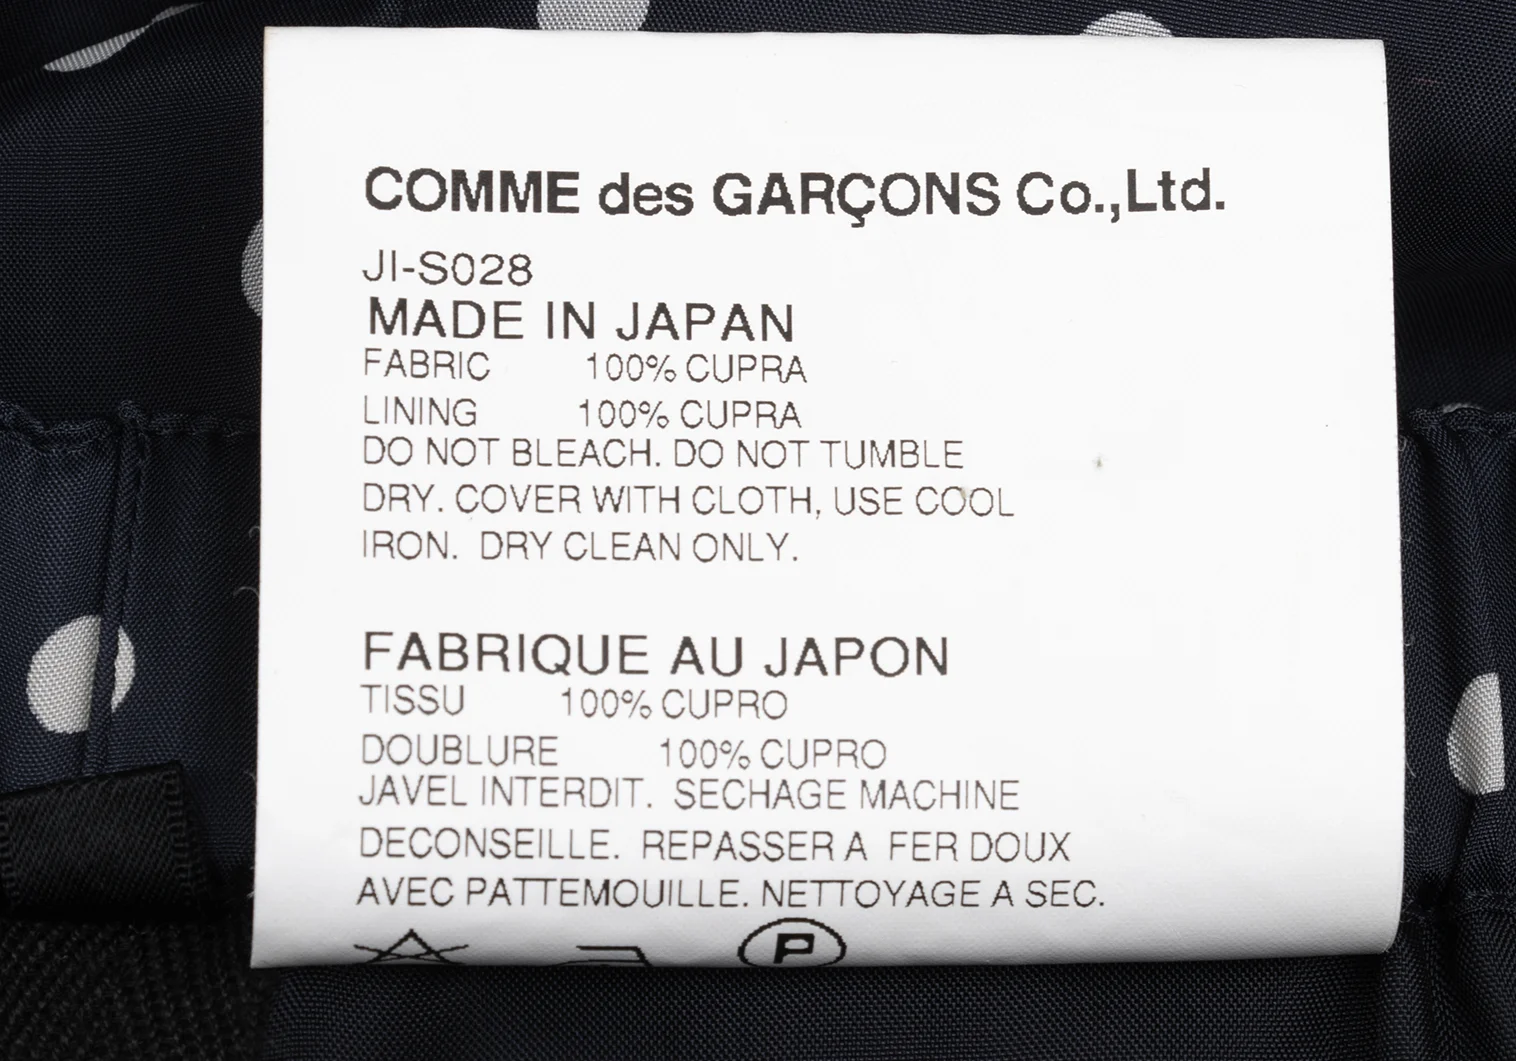 COMME des GARÇONS Co.,Ltd.
JI-S028
MADE IN JAPAN
FABRIC 100% CUPRA
LINING 100% CUPRA
DO NOT BLEACH. DO NOT TUMBLE
DRY. COVER WITH CLOTH, USE COOL
IRON. DRY CLEAN ONLY.
FABRIQUE AU JAPON
TISSU 100% CUPRO
DOUBLURE 100% CUPRO
JAVEL INTERDIT. SECHAGE MACHINE
DECONSEILLE. REPASSER A FER DOUX
AVEC PATTEMOUILLE. NETTOYAGE A SEC.
P